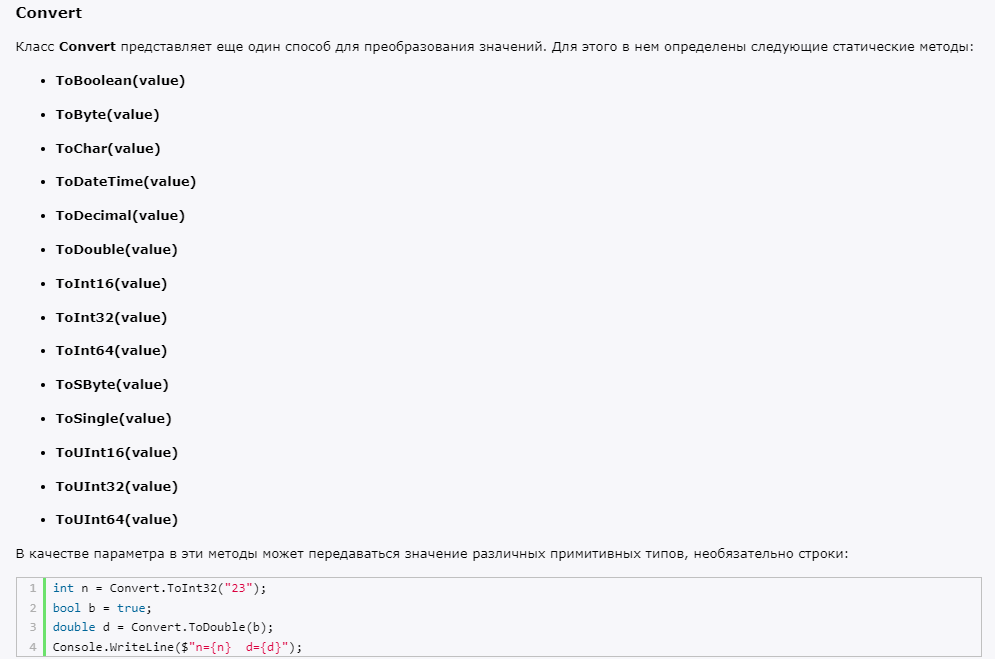 Convert
Класс Convert представляет еще один способ для преобразования значений. Для этого в нем определены следующие статические методы:
• ToBoolean(value)
• ToByte(value)
• ToChar(value)
• ToDateTime(value)
• ToDecimal(value)
• ToDouble(value)
• ToInt16(value)
• ToInt32(value)
• ToInt64(value)
• ToSByte(value)
• ToSingle(value)
• ToUInt16(value)
• ToUInt32(value)
• ToUInt64(value)
В качестве параметра в эти методы может передаваться значение различных примитивных типов, необязательно строки:
1 int n = Convert.ToInt32("23");
2 bool b = true;
3 double d = Convert.ToDouble(b);
4 Console.WriteLine($"n={n}  d={d}");